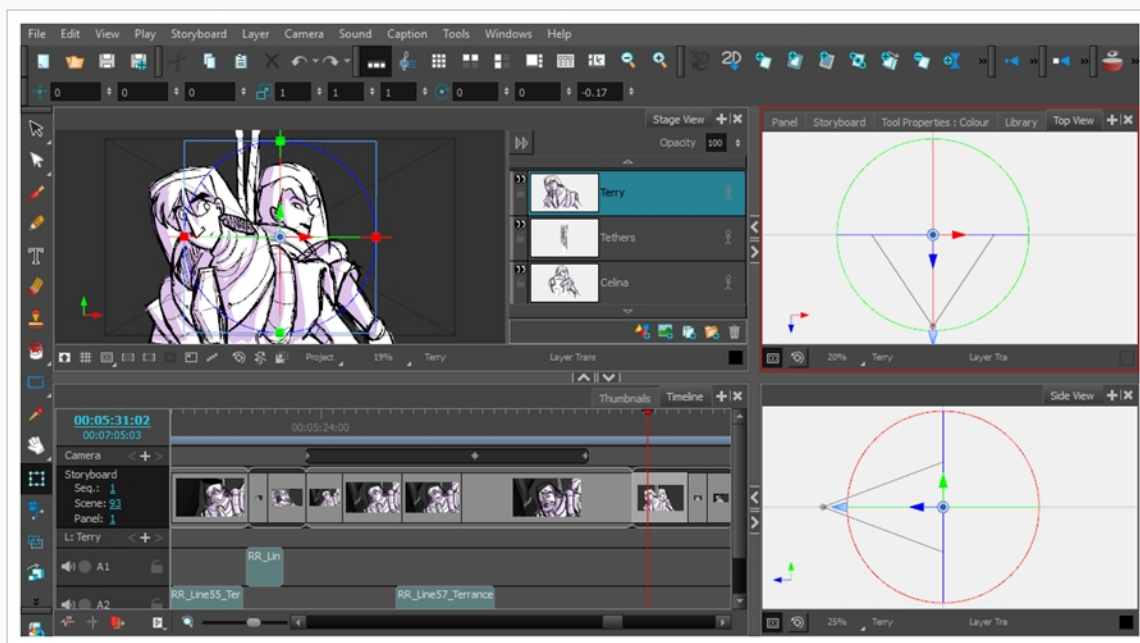 File Edit View Play Storyboard Layer Camera Sound Caption Tools Windows Help
3D 2D
0 0 0 1 1 1 0 0 -0.17
Stage View
Opacity 100
Terry
Tethers
Celina
Project 19% Terry Layer Trans
Panel Storyboard Tool Properties : Colour Library Top View
20% Terry Layer Tra
Thumbnails Timeline
00:05:31:02
00:07:05:03
00:05:24:00
Camera
Storyboard
Seq.: 1
Scene: 93
Panel: 1
L: Terry
A1
RR_Lin
A2
RR_Line55_Ter RR_Line57_Terrance
Side View
25% Terry Layer Tra